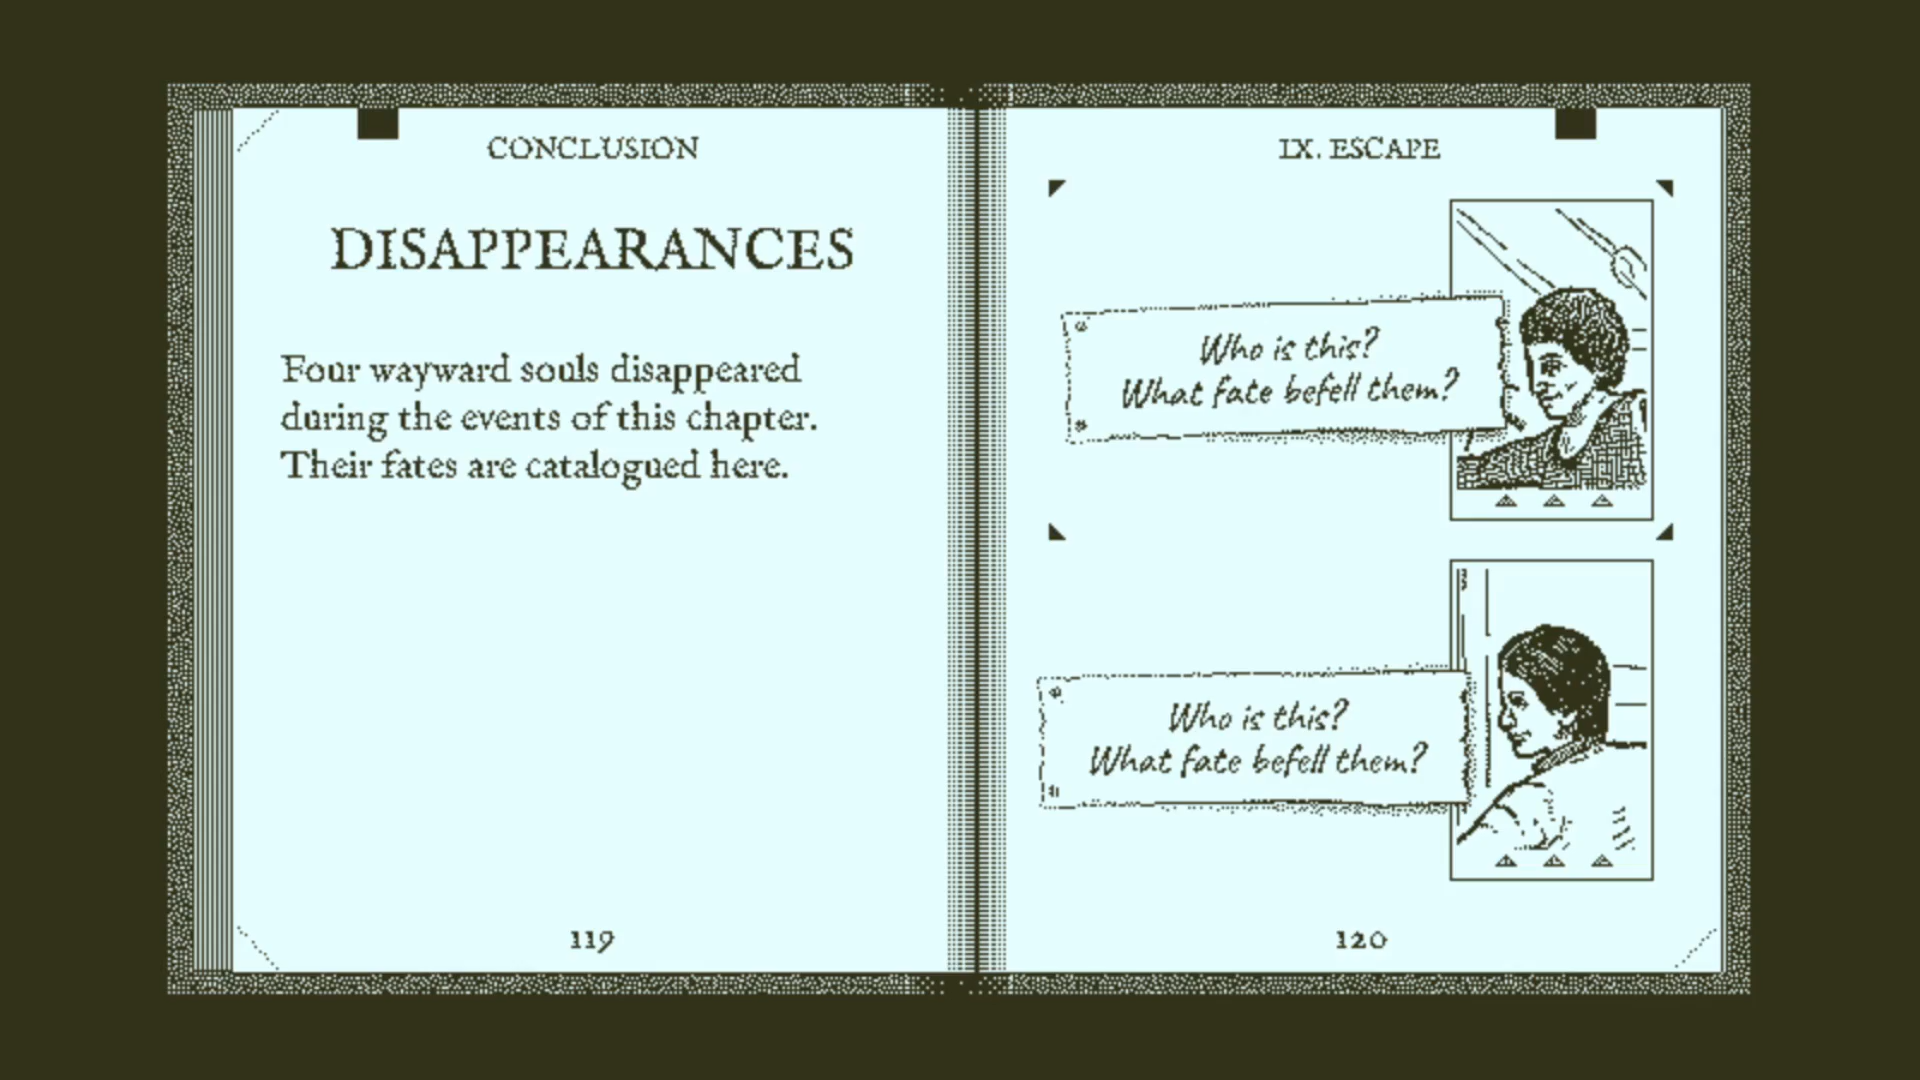 CONCLUSION
DISAPPEARANCES
Four wayward souls disappeared
during the events of this chapter.
Their fates are catalogued here.
119
IX. ESCAPE
Who is this?
What fate befell them?
Who is this?
What fate befell them?
120